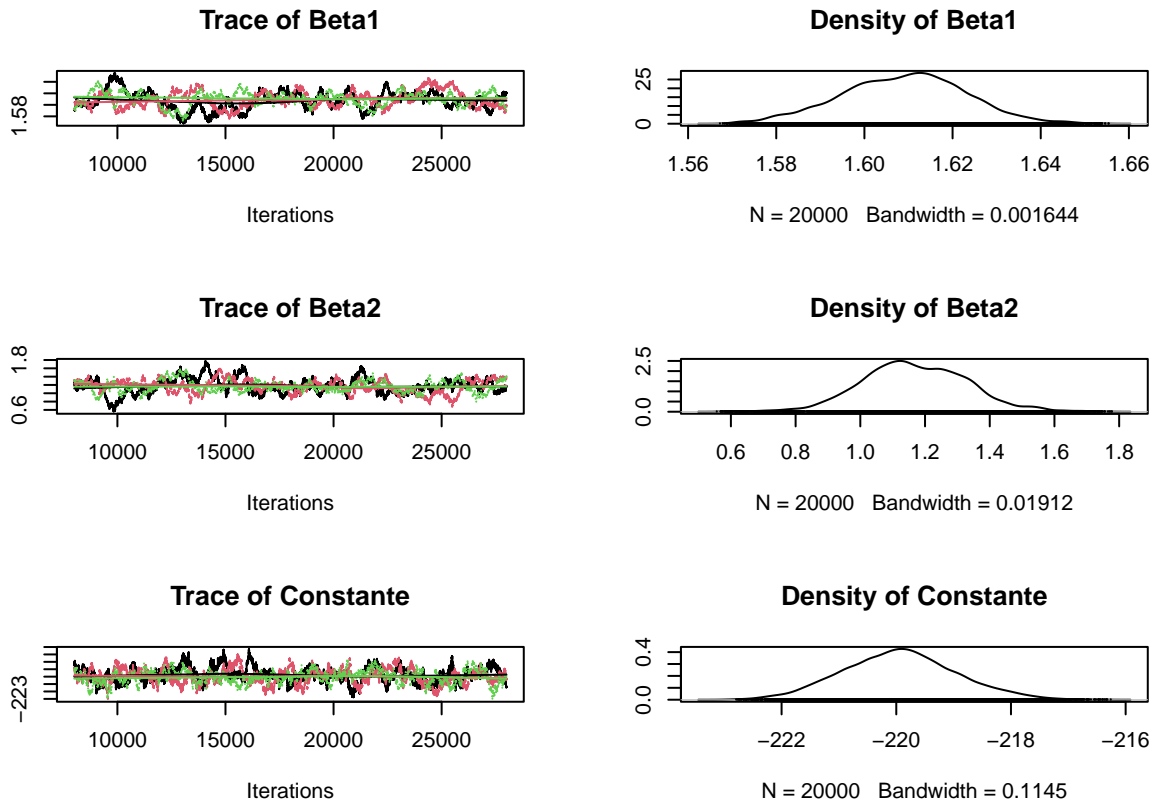 Trace of Beta1
1.58
10000 15000 20000 25000
Iterations
Density of Beta1
0 25
1.56 1.58 1.60 1.62 1.64 1.66
N = 20000 Bandwidth = 0.001644
Trace of Beta2
0.6 1.8
10000 15000 20000 25000
Iterations
Density of Beta2
0.0 2.5
0.6 0.8 1.0 1.2 1.4 1.6 1.8
N = 20000 Bandwidth = 0.01912
Trace of Constante
−223
10000 15000 20000 25000
Iterations
Density of Constante
0.0 0.4
−222 −220 −218 −216
N = 20000 Bandwidth = 0.1145